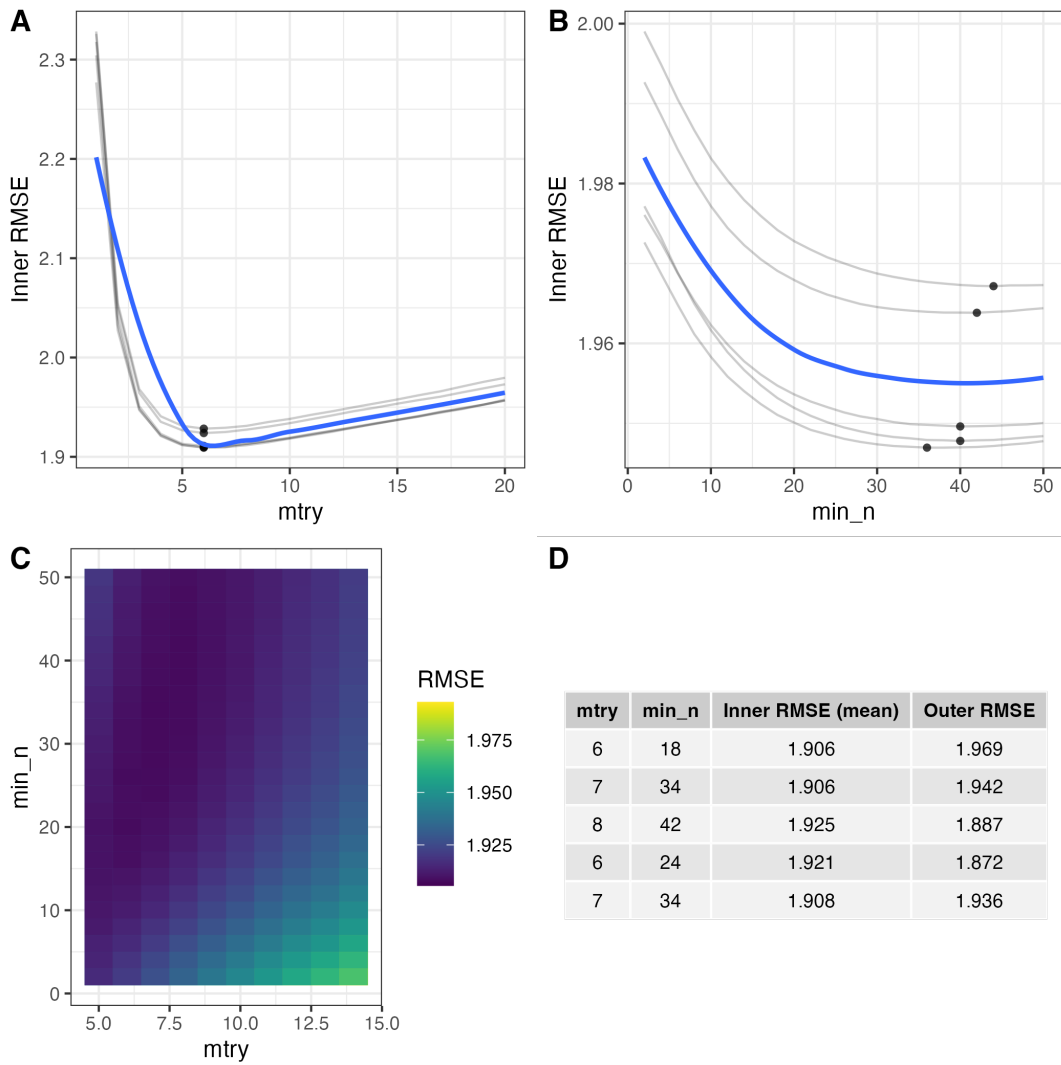 A
2.3
2.2
2.1
2.0
1.9
Inner RMSE
5
10
15
20
mtry
B
2.00
1.98
1.96
Inner RMSE
0
10
20
30
40
50
min_n
C
50
40
30
20
10
0
min_n
5.0
7.5
10.0
12.5
15.0
mtry
RMSE
1.975
1.950
1.925
D
mtry min_n Inner RMSE (mean) Outer RMSE
6 18 1.906 1.969
7 34 1.906 1.942
8 42 1.925 1.887
6 24 1.921 1.872
7 34 1.908 1.936